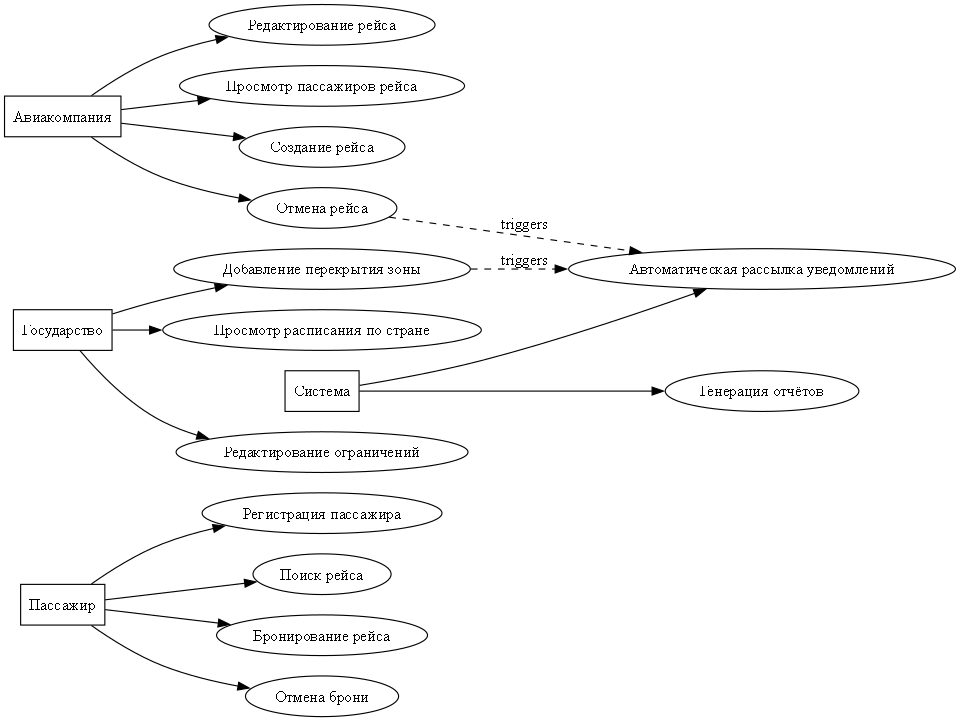 Редактирование рейса
Просмотр пассажиров рейса
Авиакомпания
Создание рейса
Отмена рейса
triggers
Добавление перекрытия зоны
triggers
Автоматическая рассылка уведомлений
Государство
Просмотр расписания по стране
Система
Генерация отчётов
Редактирование ограничений
Регистрация пассажира
Поиск рейса
Пассажир
Бронирование рейса
Отмена брони